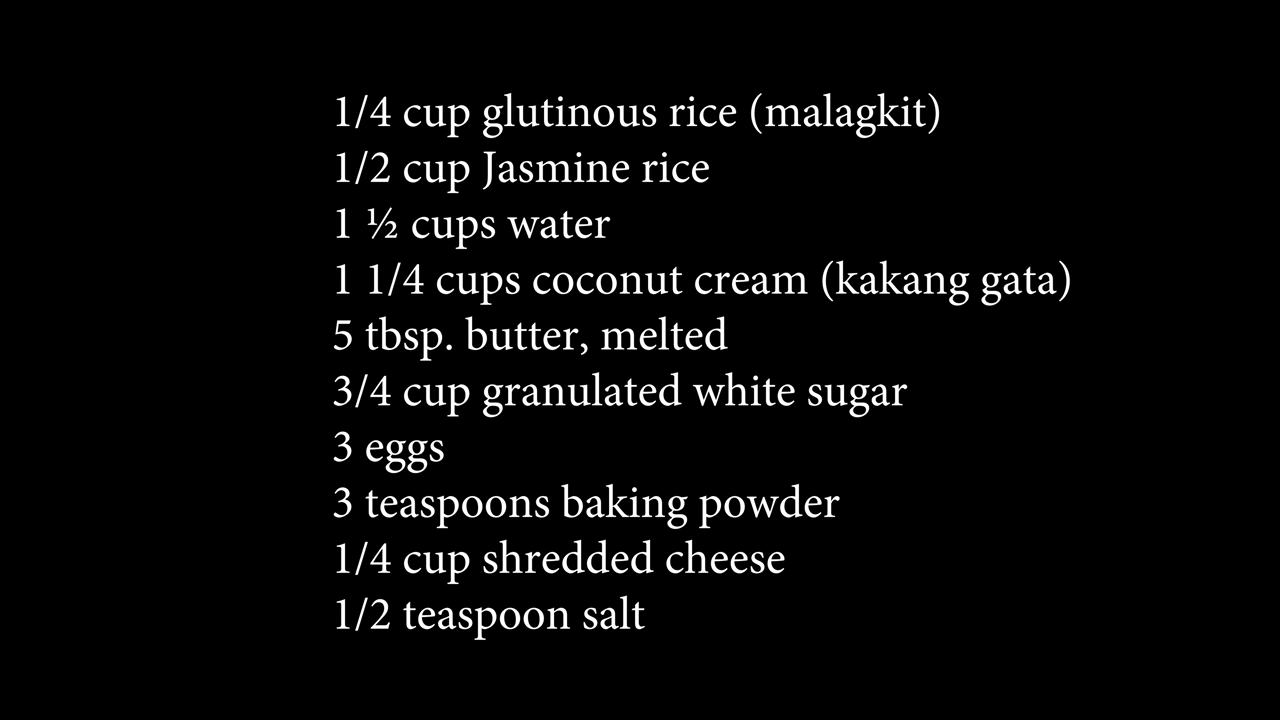 1/4 cup glutinous rice (malagkit)
1/2 cup Jasmine rice
1 ½ cups water
1 1/4 cups coconut cream (kakang gata)
5 tbsp. butter, melted
3/4 cup granulated white sugar
3 eggs
3 teaspoons baking powder
1/4 cup shredded cheese
1/2 teaspoon salt